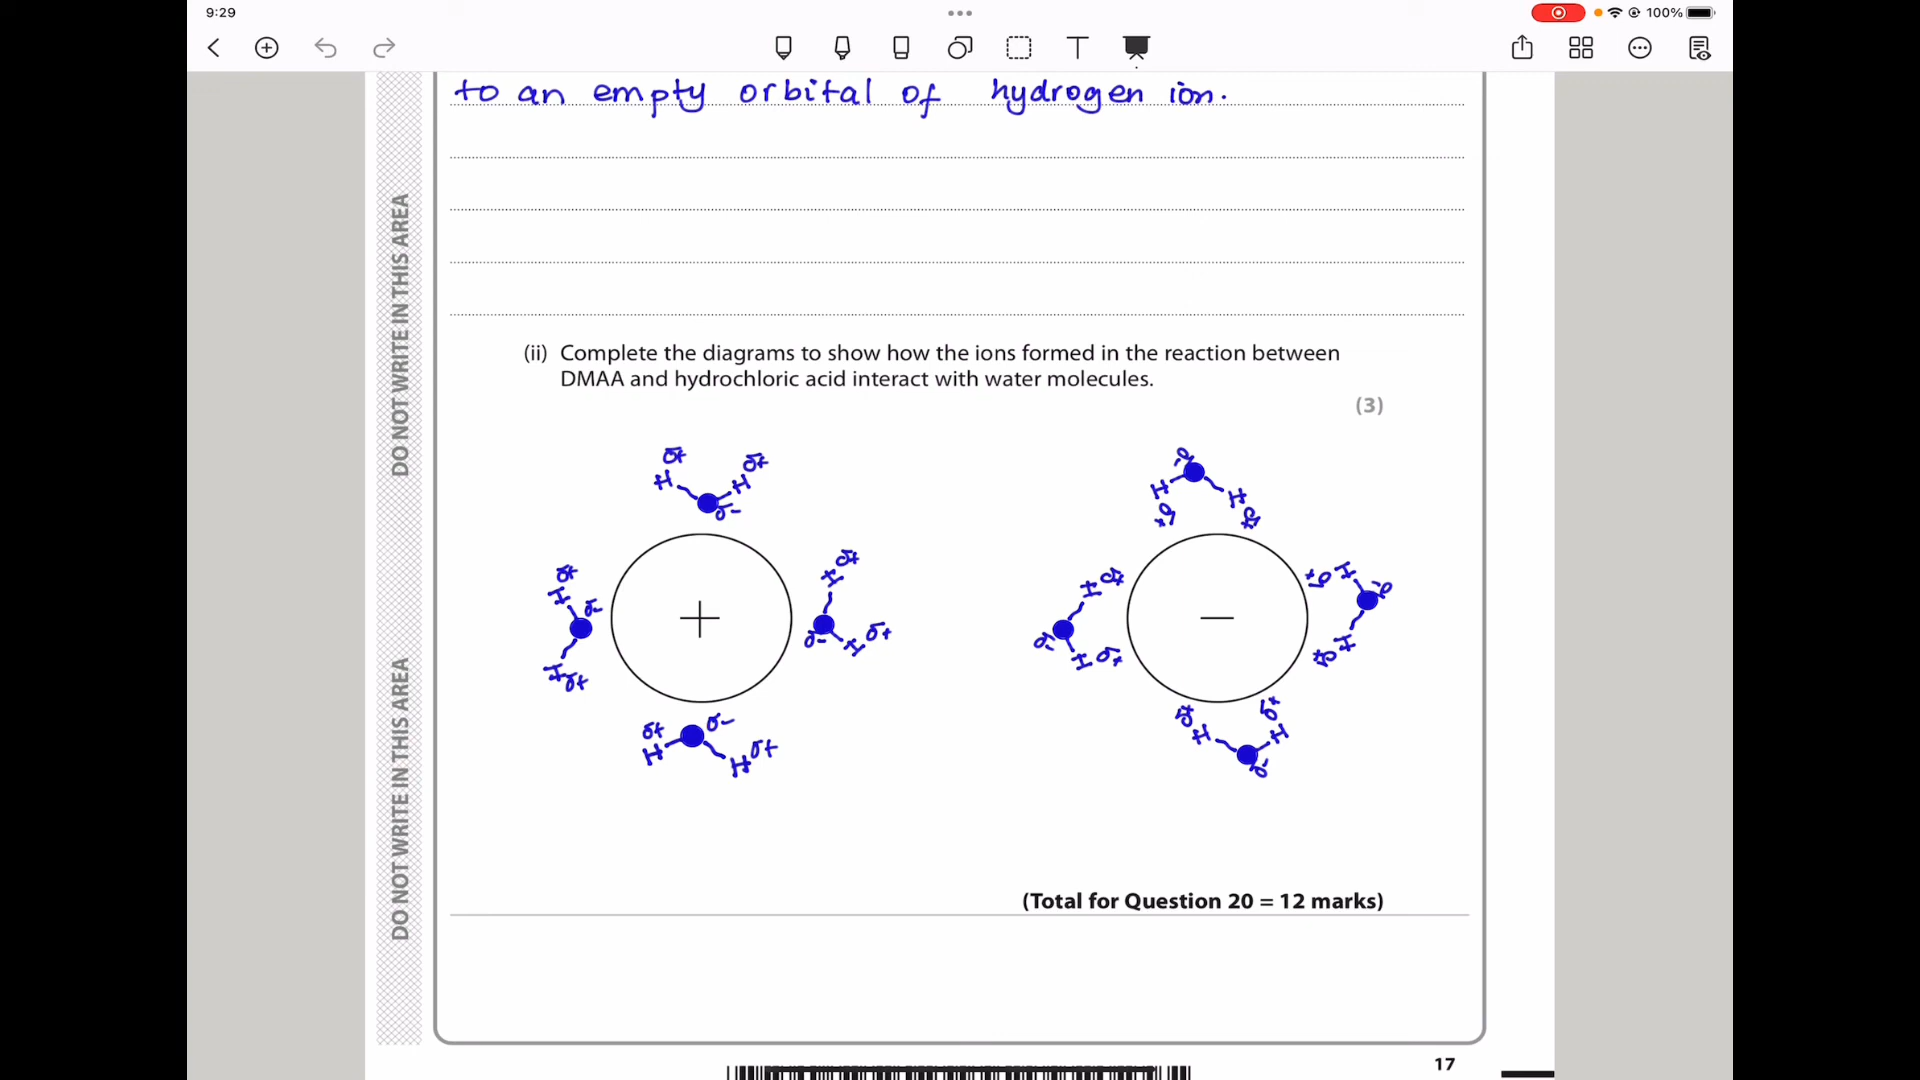 9:29
100%
to an empty orbital of hydrogen ion.
DO NOT WRITE IN THIS AREA
DO NOT WRITE IN THIS AREA
(ii) Complete the diagrams to show how the ions formed in the reaction between
DMAA and hydrochloric acid interact with water molecules.
(3)
δ+ δ+
H H
δ-
δ+
H δ-
H δ+
+
δ+
H
δ- H δ+
δ+ δ-
H H δ+
δ-
H H
δ+ δ+
H δ+
δ-
H δ+
−
δ+ H δ-
H
δ+
δ+ δ+
H H
δ-
(Total for Question 20 = 12 marks)
17